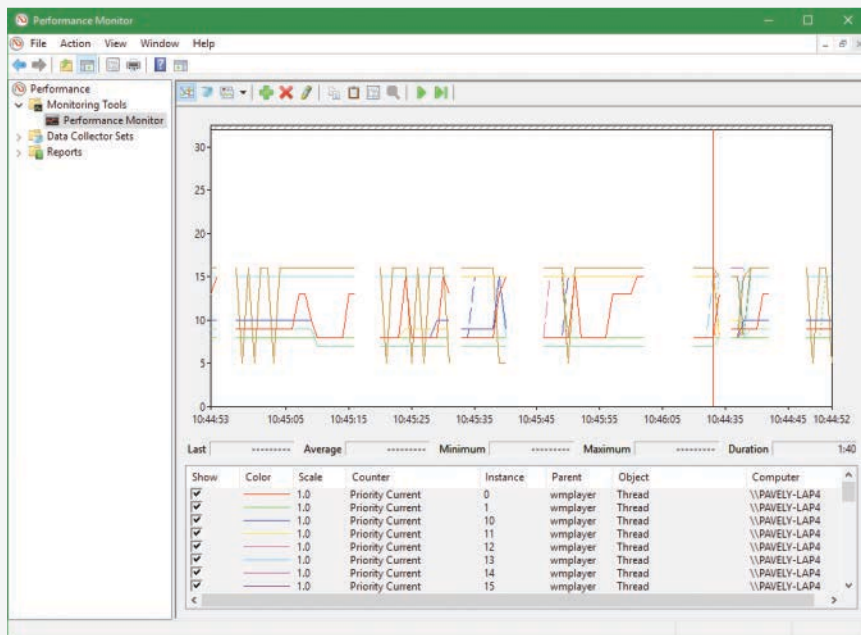 Performance Monitor
File Action View Window Help
Performance
Monitoring Tools
Performance Monitor
Data Collector Sets
Reports
30
25
20
15
10
5
0
10:44:53 10:45:05 10:45:15 10:45:25 10:45:35 10:45:45 10:45:55 10:46:05 10:44:35 10:44:45 10:44:52
Last --------- Average --------- Minimum --------- Maximum --------- Duration 1:40
Show Color Scale Counter Instance Parent Object Computer
1.0 Priority Current 0 wmplayer Thread \\PAVELY-LAP4
1.0 Priority Current 1 wmplayer Thread \\PAVELY-LAP4
1.0 Priority Current 10 wmplayer Thread \\PAVELY-LAP4
1.0 Priority Current 11 wmplayer Thread \\PAVELY-LAP4
1.0 Priority Current 12 wmplayer Thread \\PAVELY-LAP4
1.0 Priority Current 13 wmplayer Thread \\PAVELY-LAP4
1.0 Priority Current 14 wmplayer Thread \\PAVELY-LAP4
1.0 Priority Current 15 wmplayer Thread \\PAVELY-LAP4